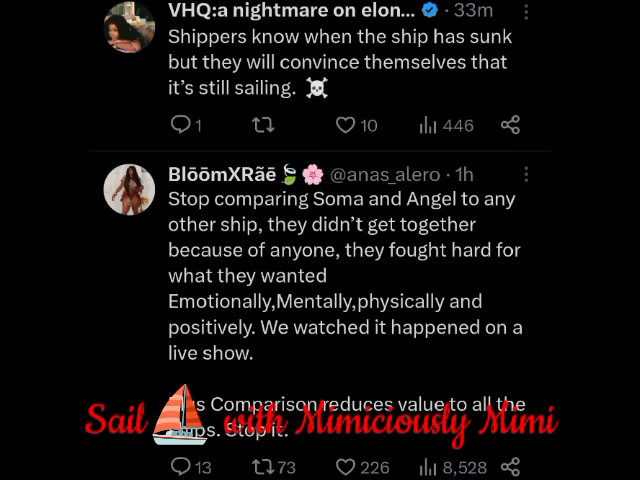 VHQ:a nightmare on elon... · 33m
Shippers know when the ship has sunk
but they will convince themselves that
it's still sailing. ☠️
1 10 446
BlōōmXRãē🍃🌸 @anas_alero · 1h
Stop comparing Soma and Angel to any
other ship, they didn't get together
because of anyone, they fought hard for
what they wanted
Emotionally,Mentally,physically and
positively. We watched it happened on a
live show.
Comparison reduces value to all the
Stop it.
Sail with Mimiciously Mimi
13 73 226 8,528